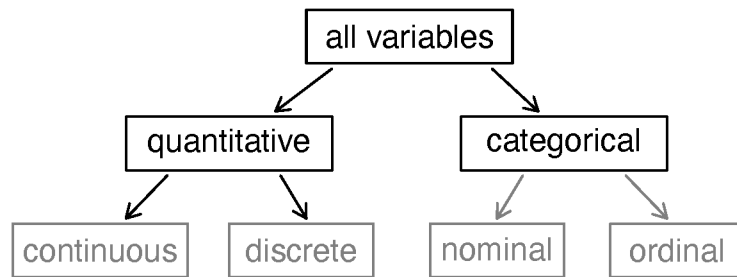 all variables
quantitative
categorical
continuous
discrete
nominal
ordinal